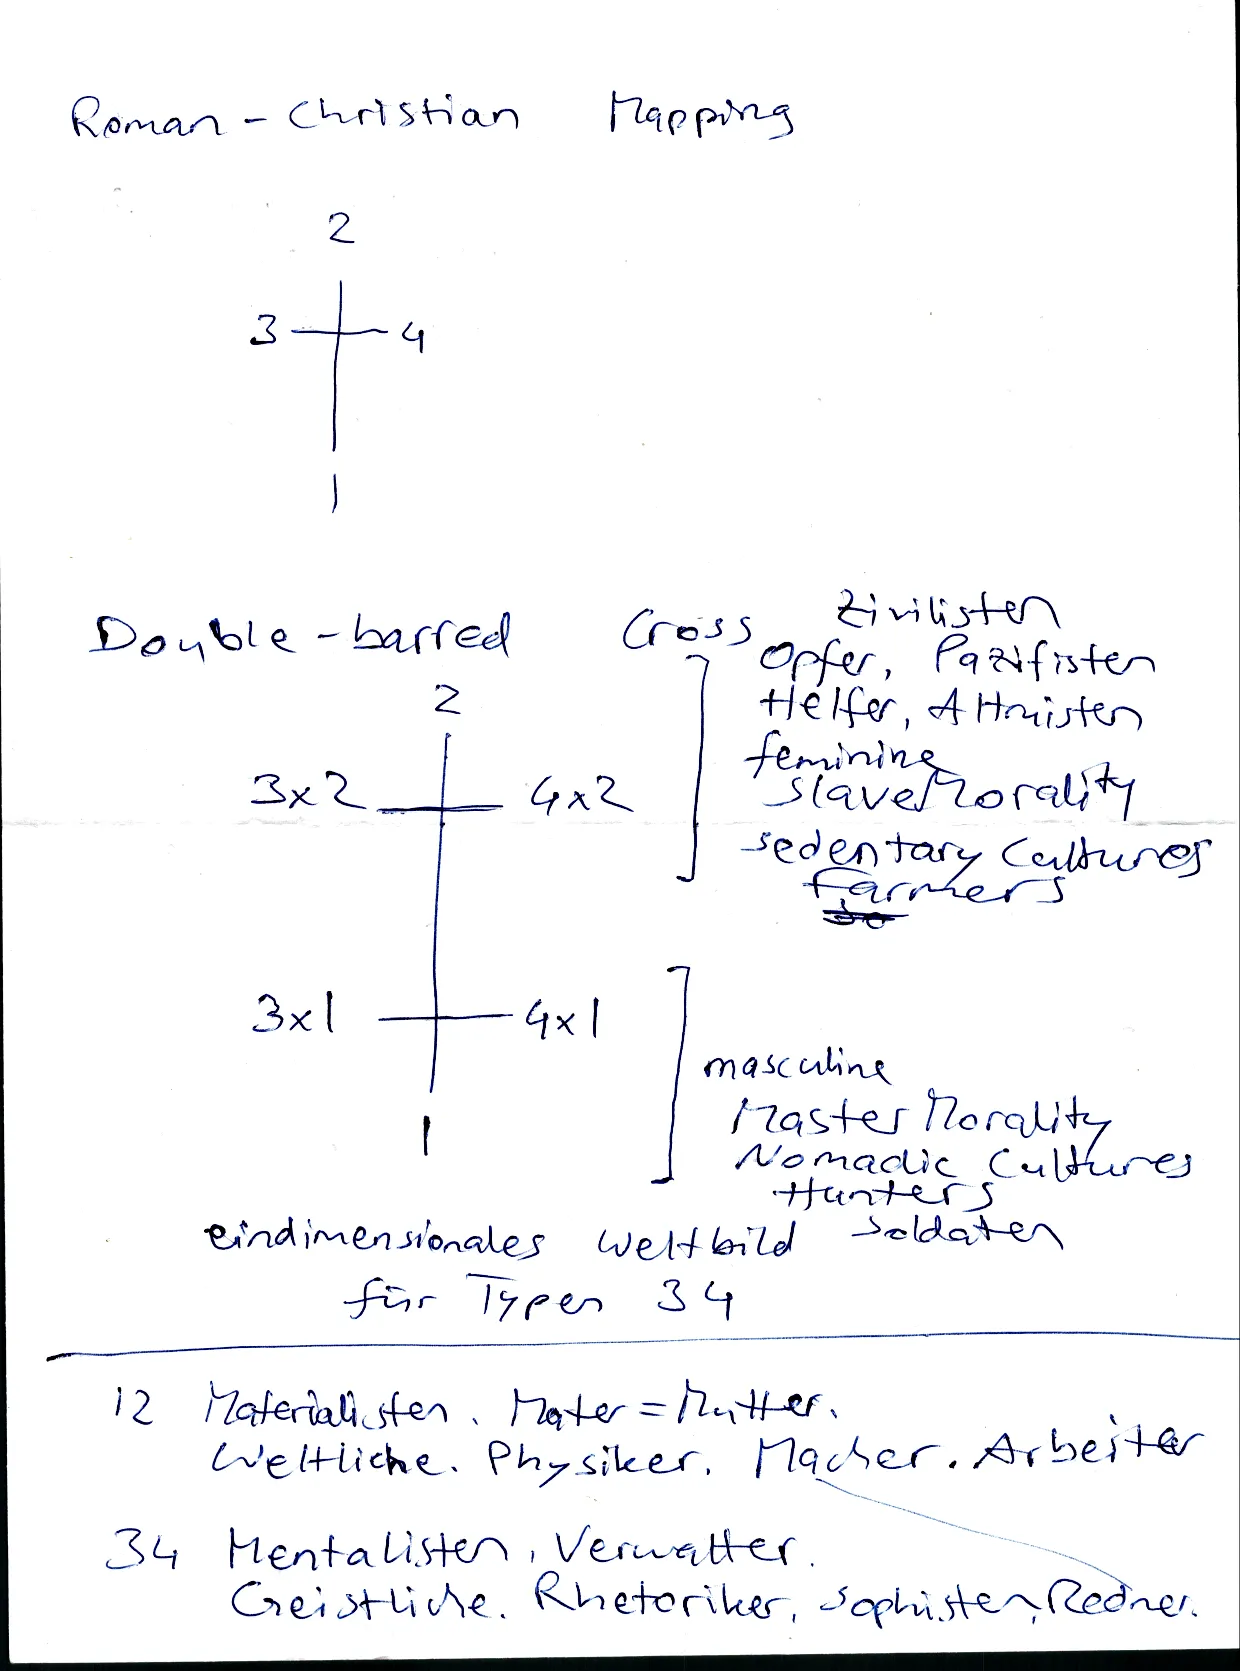 Roman - Christian Mapping
2
3 4
1
Double-barred Cross
Zivilisten
Opfer, Pazifisten
Helfer, Altruisten
feminine
Slave Morality
sedentary Cultures
Farmers
2
3x2 4x2
3x1 4x1
1
masculine
Master Morality
Nomadic Cultures
Hunters
Soldaten
eindimensionales Weltbild
für Typen 34
12 Materialisten. Mater = Mutter.
Weltliche. Physiker. Macher. Arbeiter
34 Mentalisten, Verwalter.
Geistliche. Rhetoriker, Sophisten, Redner.